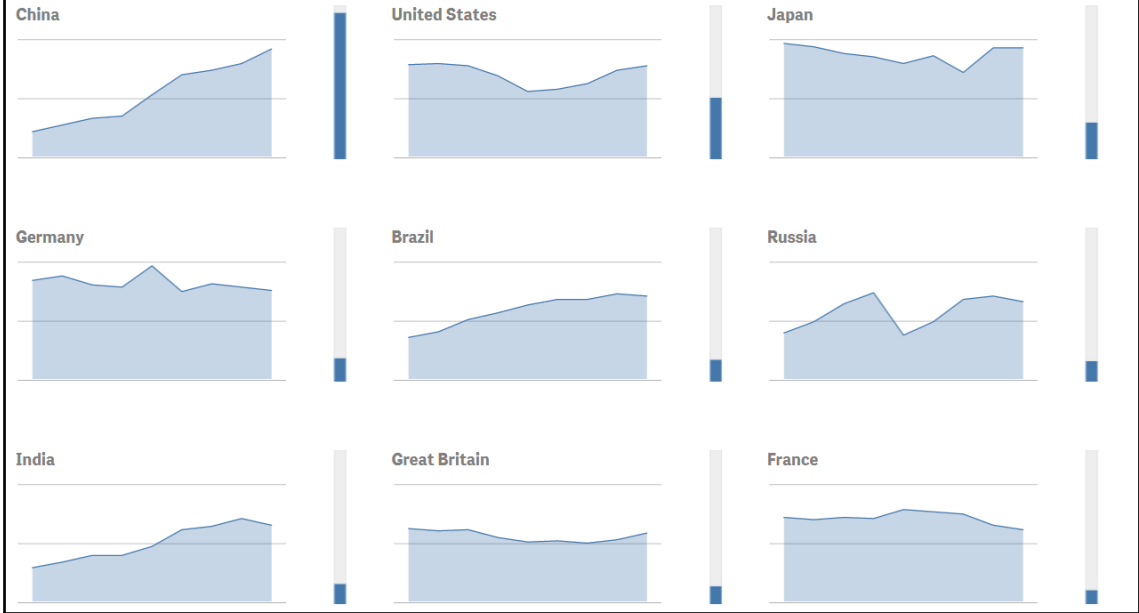 China
United States
Japan
Germany
Brazil
Russia
India
Great Britain
France